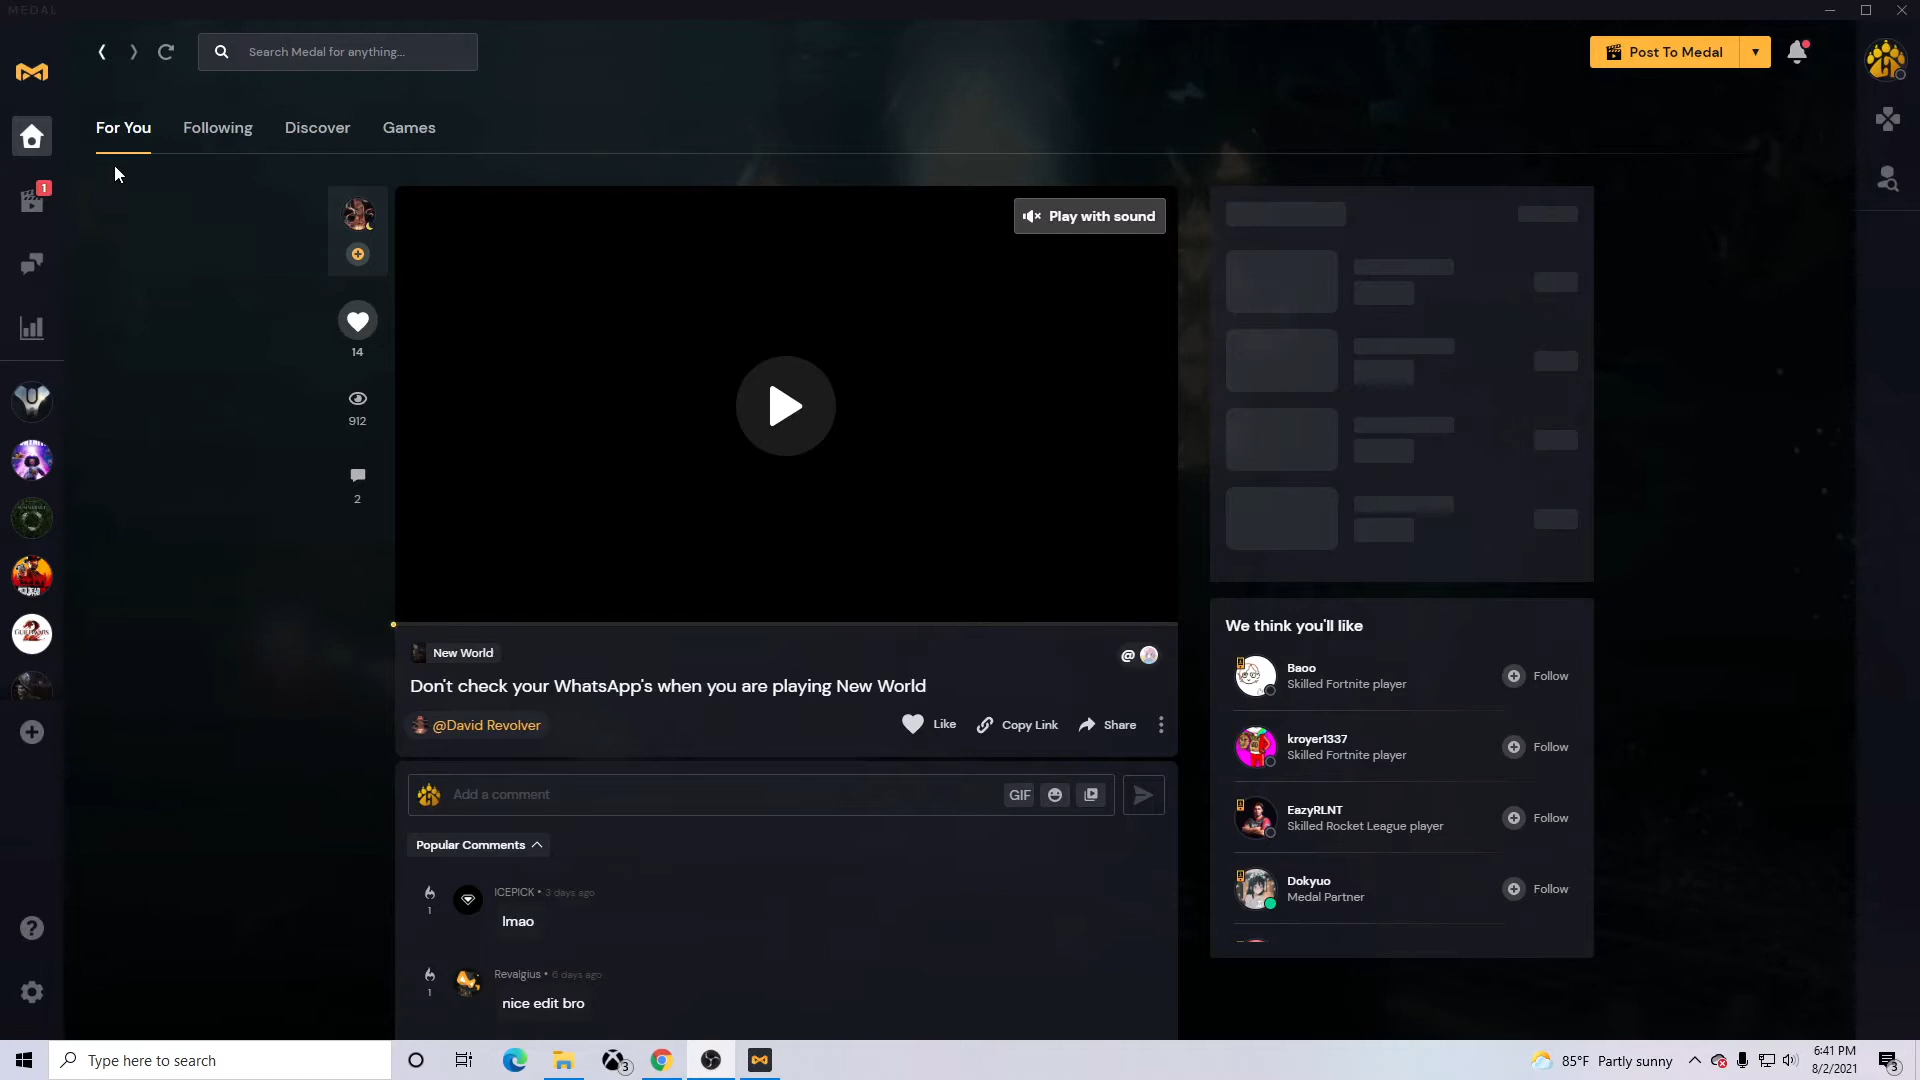 MEDAL
Search Medal for anything...
Post To Medal
For You
Following
Discover
Games
1
Play with sound
14
912
2
New World
@
Don't check your WhatsApp's when you are playing New World
@David Revolver
Like
Copy Link
Share
Add a comment
GIF
Popular Comments
ICEPICK • 3 days ago
lmao
1
Revalgius • 6 days ago
nice edit bro
1
We think you'll like
Baoo
Skilled Fortnite player
Follow
kroyer1337
Skilled Fortnite player
Follow
EazyRLNT
Skilled Rocket League player
Follow
Dokyuo
Medal Partner
Follow
Type here to search
3
85°F Partly sunny
6:41 PM
8/2/2021
3